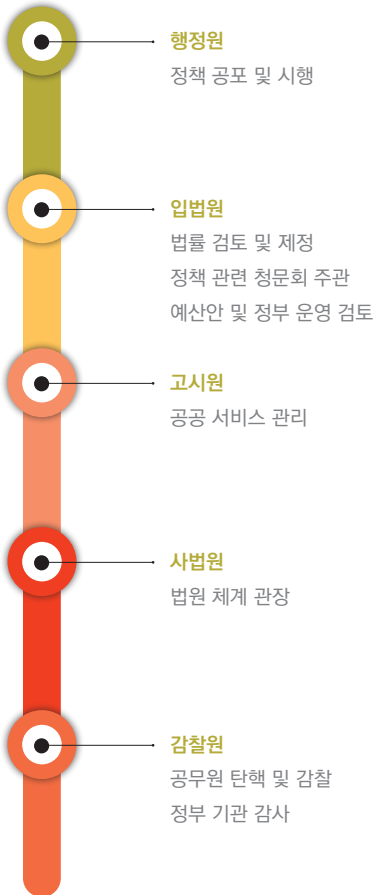 행정원
정책 공포 및 시행
입법원
법률 검토 및 제정
정책 관련 청문회 주관
예산안 및 정부 운영 검토
고시원
공공 서비스 관리
사법원
법원 체계 관장
감찰원
공무원 탄핵 및 감찰
정부 기관 감사